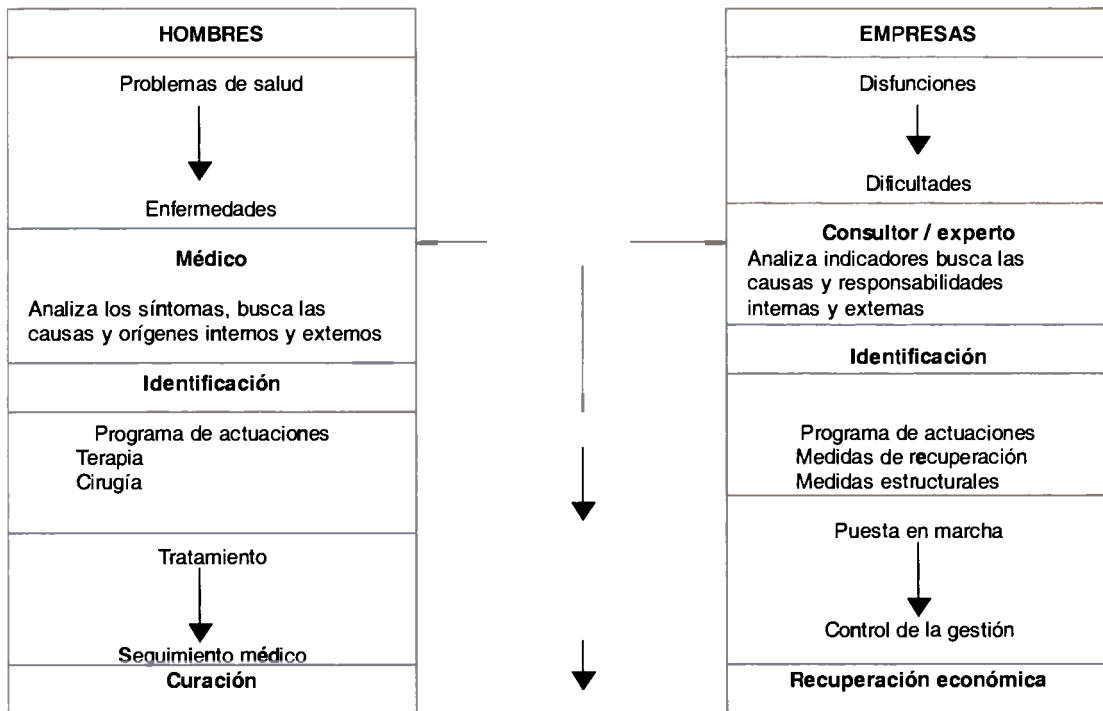 HOMBRES
Problemas de salud
Enfermedades
Médico
Analiza los síntomas, busca las
causas y orígenes internos y externos
Identificación
Programa de actuaciones
Terapia
Cirugía
Tratamiento
Seguimiento médico
Curación
EMPRESAS
Disfunciones
Dificultades
Consultor / experto
Analiza indicadores busca las
causas y responsabilidades
internas y externas
Identificación
Programa de actuaciones
Medidas de recuperación
Medidas estructurales
Puesta en marcha
Control de la gestión
Recuperación económica